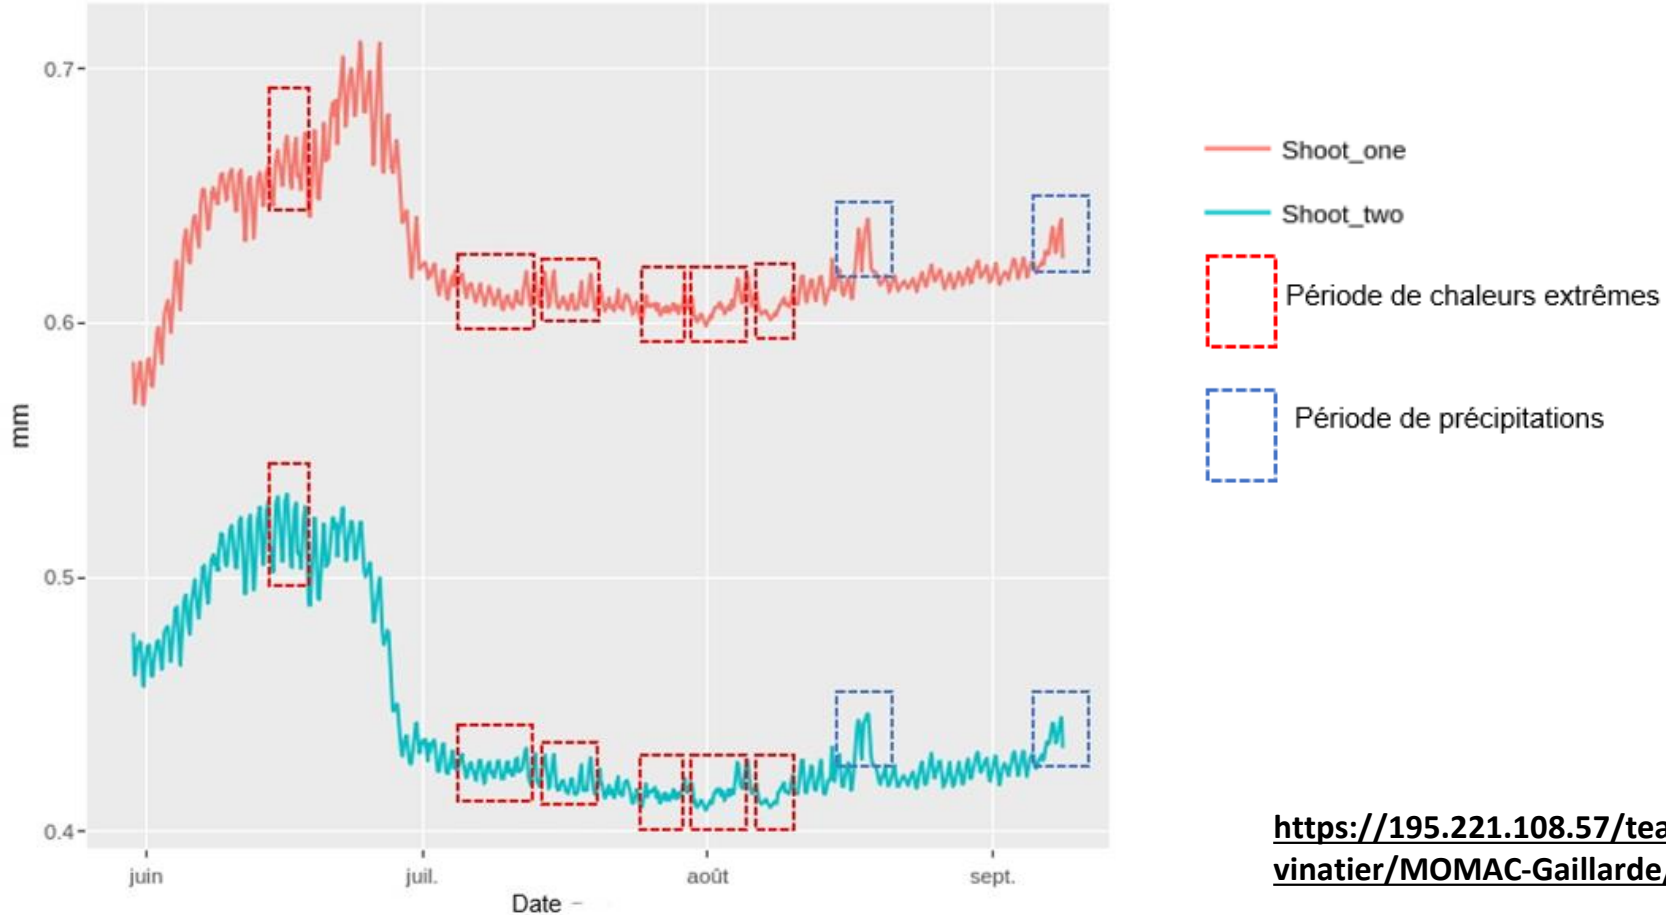 0.7
0.6
0.5
0.4
mm
juin
juil.
août
sept.
Date
Shoot_one
Shoot_two
Période de chaleurs extrêmes
Période de précipitations
https://195.221.108.57/tea
vinatier/MOMAC-Gaillarde/